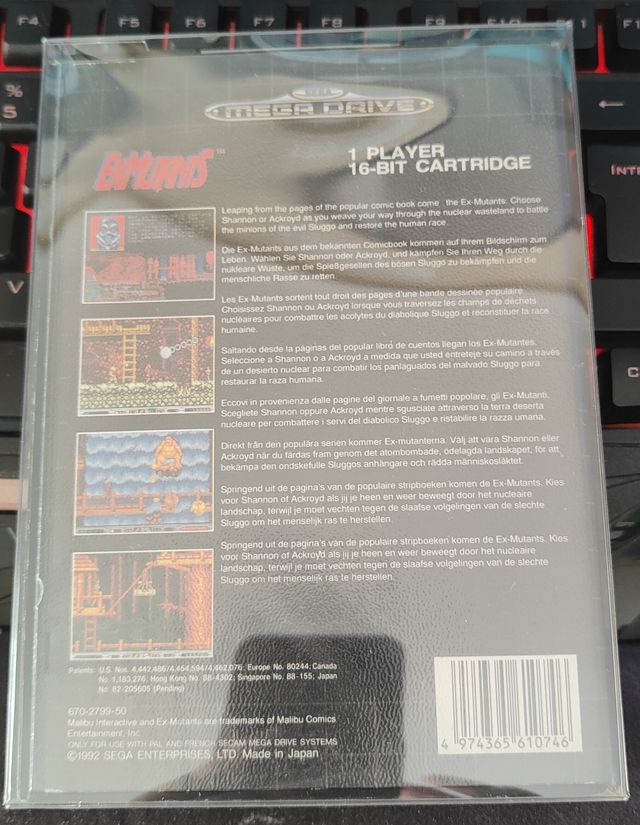 F4 F5 F6 F7 F8 F9 F10
%
5
V
←
SEGA
MEGA DRIVE
EX-MUTANTS™
1 PLAYER
16-BIT CARTRIDGE
Leaping from the pages of the popular comic book come the Ex-Mutants. Choose
Shannon or Ackroyd as you weave your way through the nuclear wasteland to battle
the minions of the evil Sluggo and restore the human race.
Die Ex-Mutants aus dem bekannten Comicbook kommen auf Ihrem Bildschirm zum
Leben. Wählen Sie Shannon oder Ackroyd, und kämpfen Sie Ihren Weg durch die
nukleare Wüste, um die Spießgesellen des bösen Sluggo zu bekämpfen und die
menschliche Rasse zu retten.
Les Ex-Mutants sortent tout droit des pages d'une bande dessinée populaire.
Choisissez Shannon ou Ackroyd lorsque vous traversez les champs de déchets
nucléaires pour combattre les acolytes du diabolique Sluggo et reconstituer la race
humaine.
Saltando desde la páginas del popular libro de cuentos llegan los Ex-Mutantes.
Seleccione a Shannon o a Ackroyd a medida que usted entreteje su camino a través
de un desierto nuclear para combatir los panlaguados del malvado Sluggo para
restaurar la raza humana.
Eccovi in provenienza dalle pagine del giornale a fumetti popolare, gli Ex-Mutanti.
Scegliete Shannon oppure Ackroyd mentre sgusciate attraverso la terra deserta
nucleare per combattere i servi del diabolico Sluggo e ristabilire la razza umana.
Direkt från den populära serien kommer Ex-mutanterna. Välj att vara Shannon eller
Ackroyd när du färdas fram genom det atombombade, ödelagda landskapet, för att
bekämpa den ondskefulle Sluggos anhängare och rädda människosläktet.
Springend uit de pagina's van de populaire stripboeken komen de Ex-Mutants. Kies
voor Shannon of Ackroyd als jij je heen en weer beweegt door het nucleaire
landschap, terwijl je moet vechten tegen de slaafse volgelingen van de slechte
Sluggo om het menselijk ras te herstellen.
Springend uit de pagina's van de populaire stripboeken komen de Ex-Mutants. Kies
voor Shannon of Ackroyd als jij je heen en weer beweegt door het nucleaire
landschap, terwijl je moet vechten tegen de slaafse volgelingen van de slechte
Sluggo om het menselijk ras te herstellen.
Patents: U.S. Nos. 4,442,486/4,454,594/4,462,076; Europe No. 80244; Canada
No. 1,183,276; Hong Kong No. 88-4302; Singapore No. 88-155; Japan
No. 82-205605 (Pending)
670-2799-50
Malibu Interactive and Ex-Mutants are trademarks of Malibu Comics
Entertainment, Inc.
ONLY FOR USE WITH PAL AND FRENCH SECAM MEGA DRIVE SYSTEMS
©1992 SEGA ENTERPRISES, LTD. Made in Japan
4 974365 610746